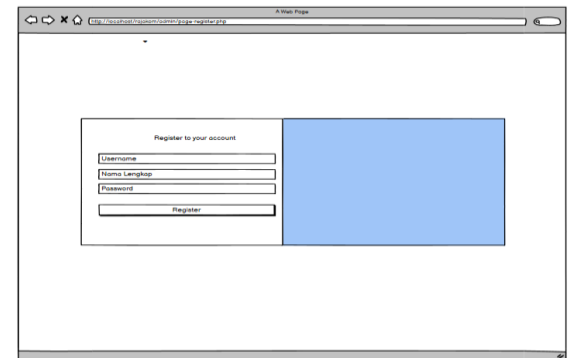 A Web Page
http://localhost/rajakom/admin/page-register.php
Register to your account
Username
Nama Lengkap
Password
Register